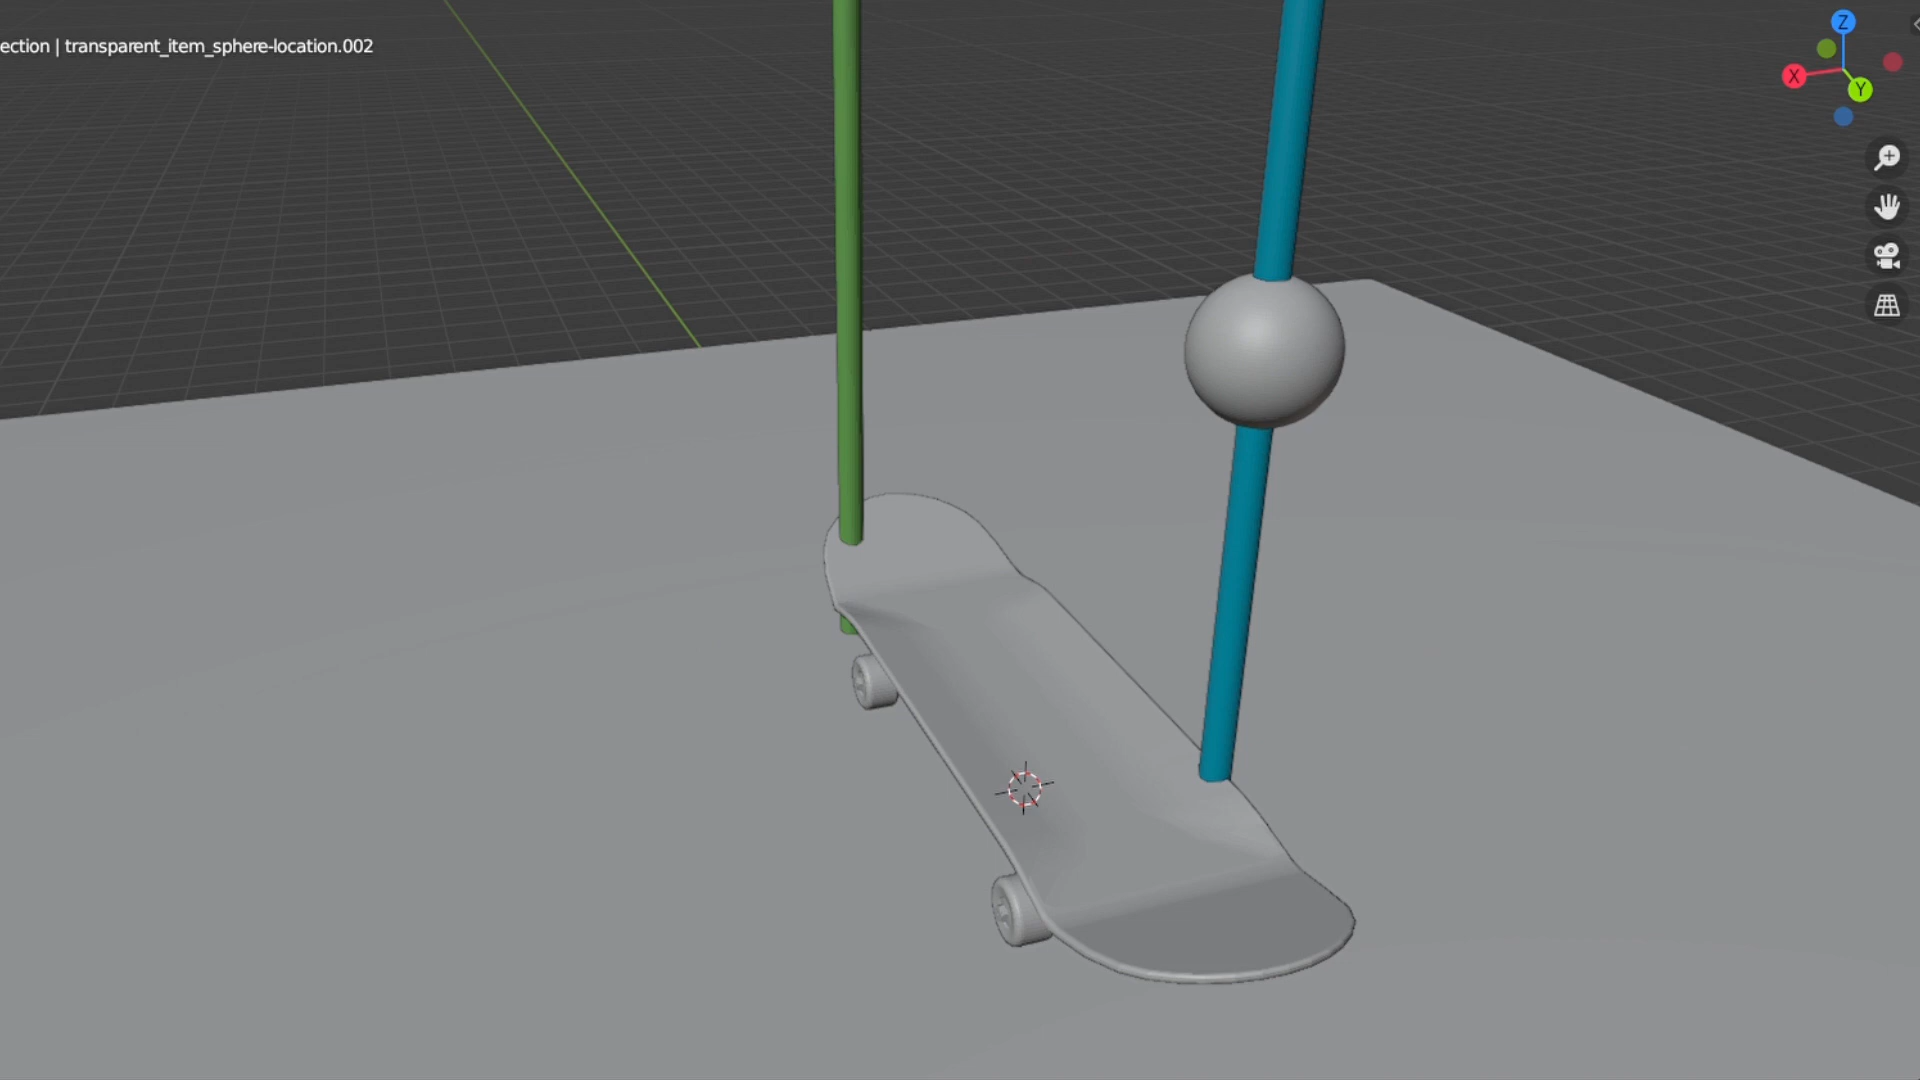 ection | transparent_item_sphere-location.002
Z
X
Y